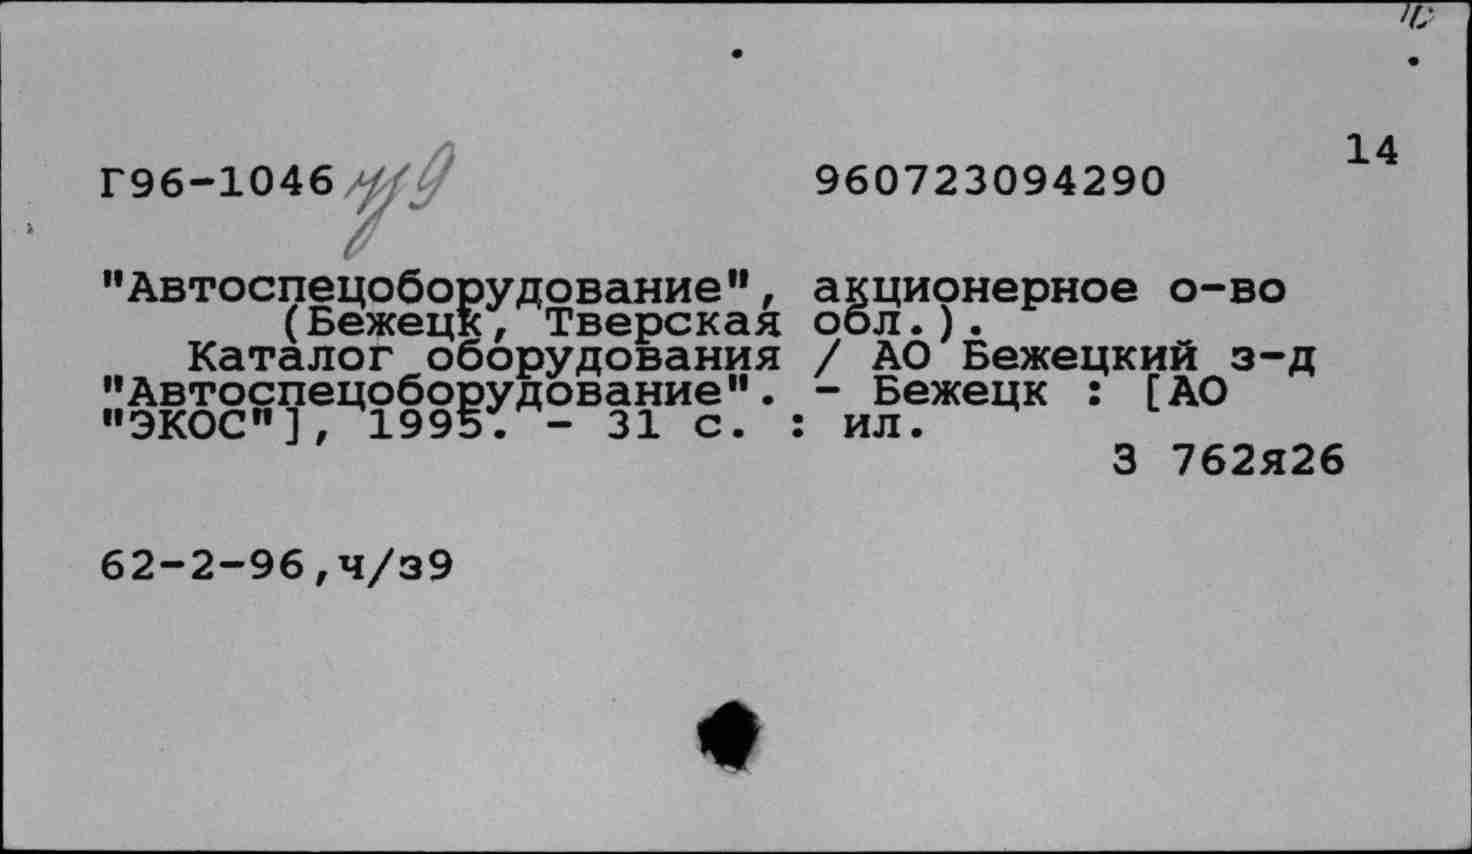 14
Г96-1046 960723094290
"Автоспецоборудование", акционерное о-во
(Бежецк, Тверская обл.).
Каталог оборудования / АО Бежецкий з-д
"Автоспецоборудование". - Бежецк : [АО
"ЭКОС"], 1995. - 31 с. : ил.
З 762я26
62-2-96,ч/з9